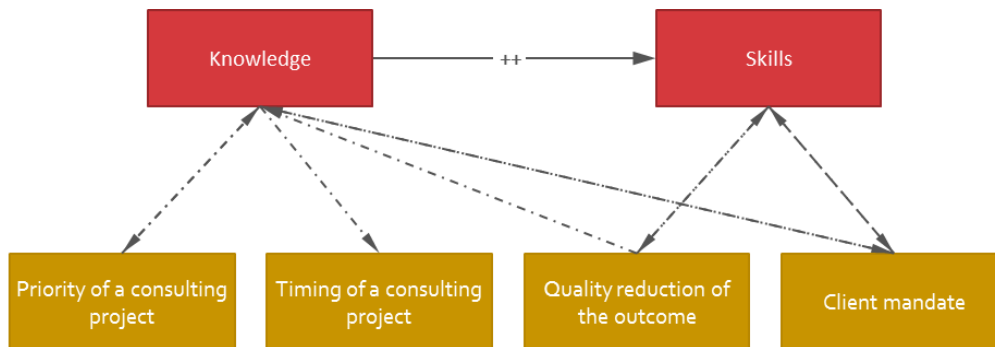 Knowledge
++
Skills
Priority of a consulting
project
Timing of a consulting
project
Quality reduction of
the outcome
Client mandate